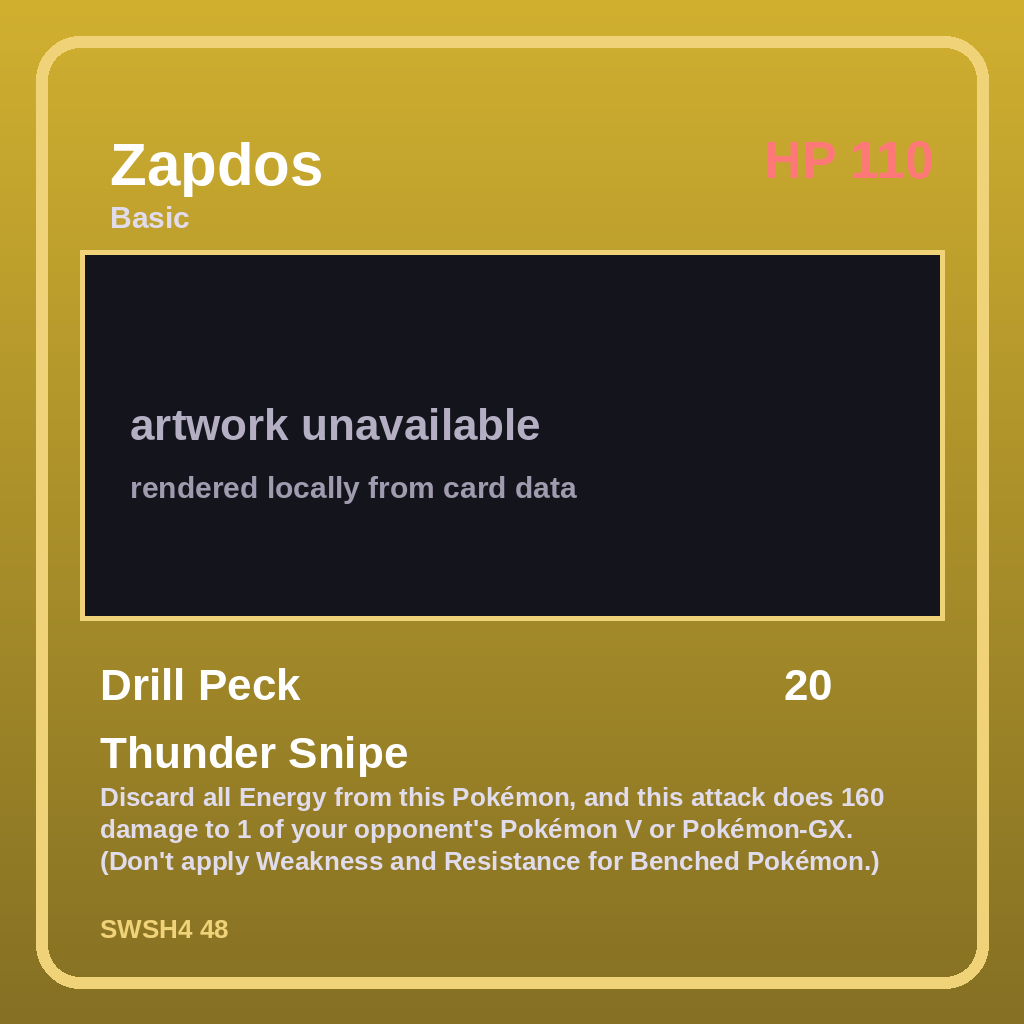 Zapdos
HP 110
Basic
artwork unavailable
rendered locally from card data
Drill Peck 20
Thunder Snipe
Discard all Energy from this Pokémon, and this attack does 160
damage to 1 of your opponent's Pokémon V or Pokémon-GX.
(Don't apply Weakness and Resistance for Benched Pokémon.)
SWSH4 48